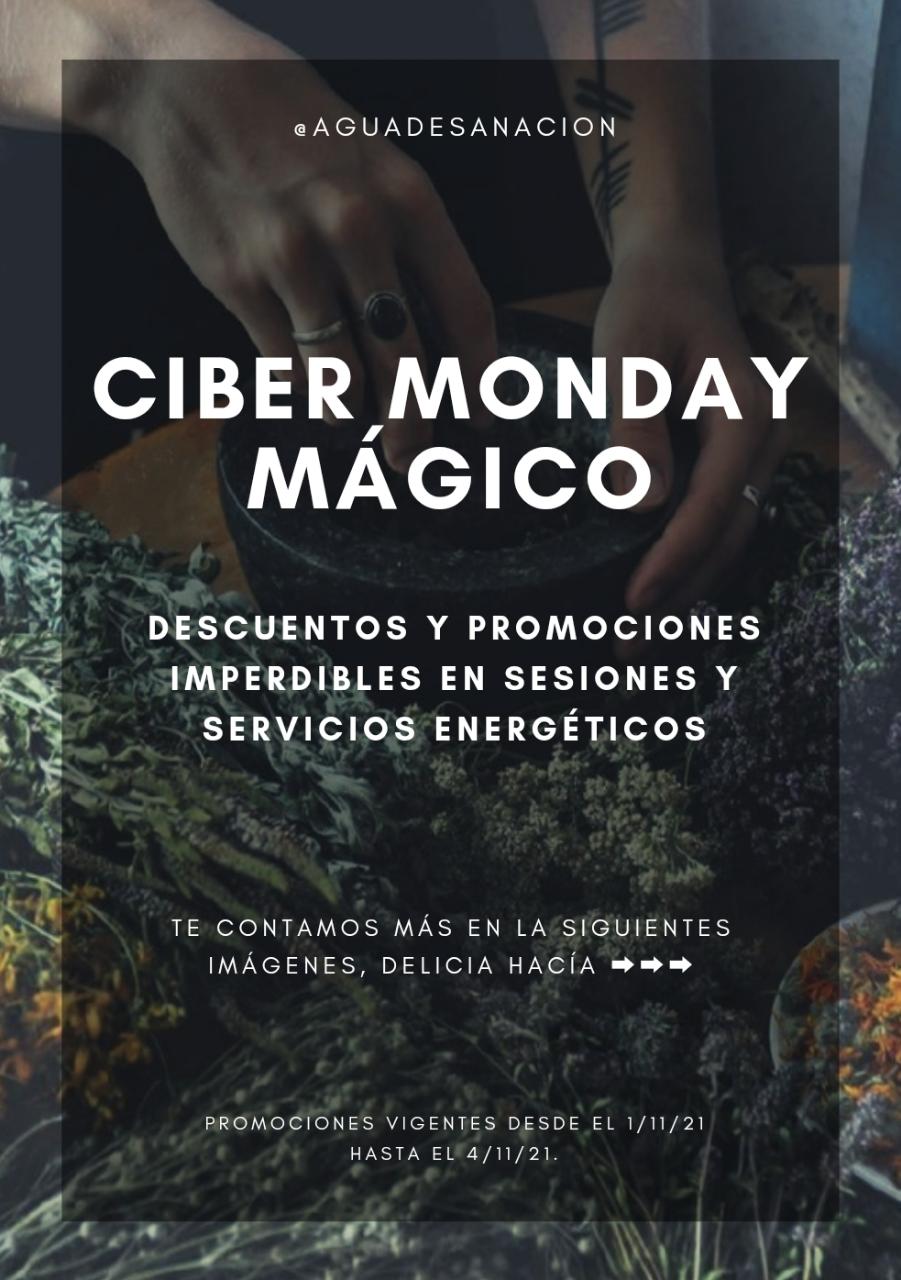 @AGUADESANACION
CIBER MONDAY
MÁGICO
DESCUENTOS Y PROMOCIONES
IMPERDIBLES EN SESIONES Y
SERVICIOS ENERGÉTICOS
TE CONTAMOS MÁS EN LA SIGUIENTES
IMÁGENES, DELICIA HACÍA ➡➡➡
PROMOCIONES VIGENTES DESDE EL 1/11/21
HASTA EL 4/11/21.